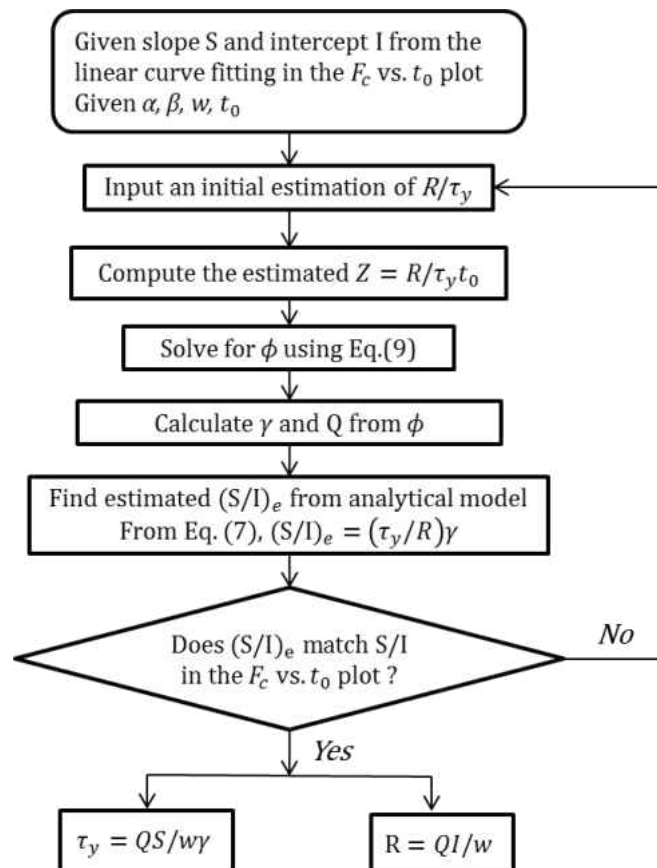 Given slope S and intercept I from the
linear curve fitting in the F_c vs. t_0 plot
Given α, β, w, t_0
Input an initial estimation of R/τ_y
Compute the estimated Z = R/τ_y t_0
Solve for ϕ using Eq.(9)
Calculate γ and Q from ϕ
Find estimated (S/I)_e from analytical model
From Eq. (7), (S/I)_e = (τ_y/R)γ
Does (S/I)_e match S/I
in the F_c vs. t_0 plot ?
No
Yes
τ_y = QS/wγ
R = QI/w